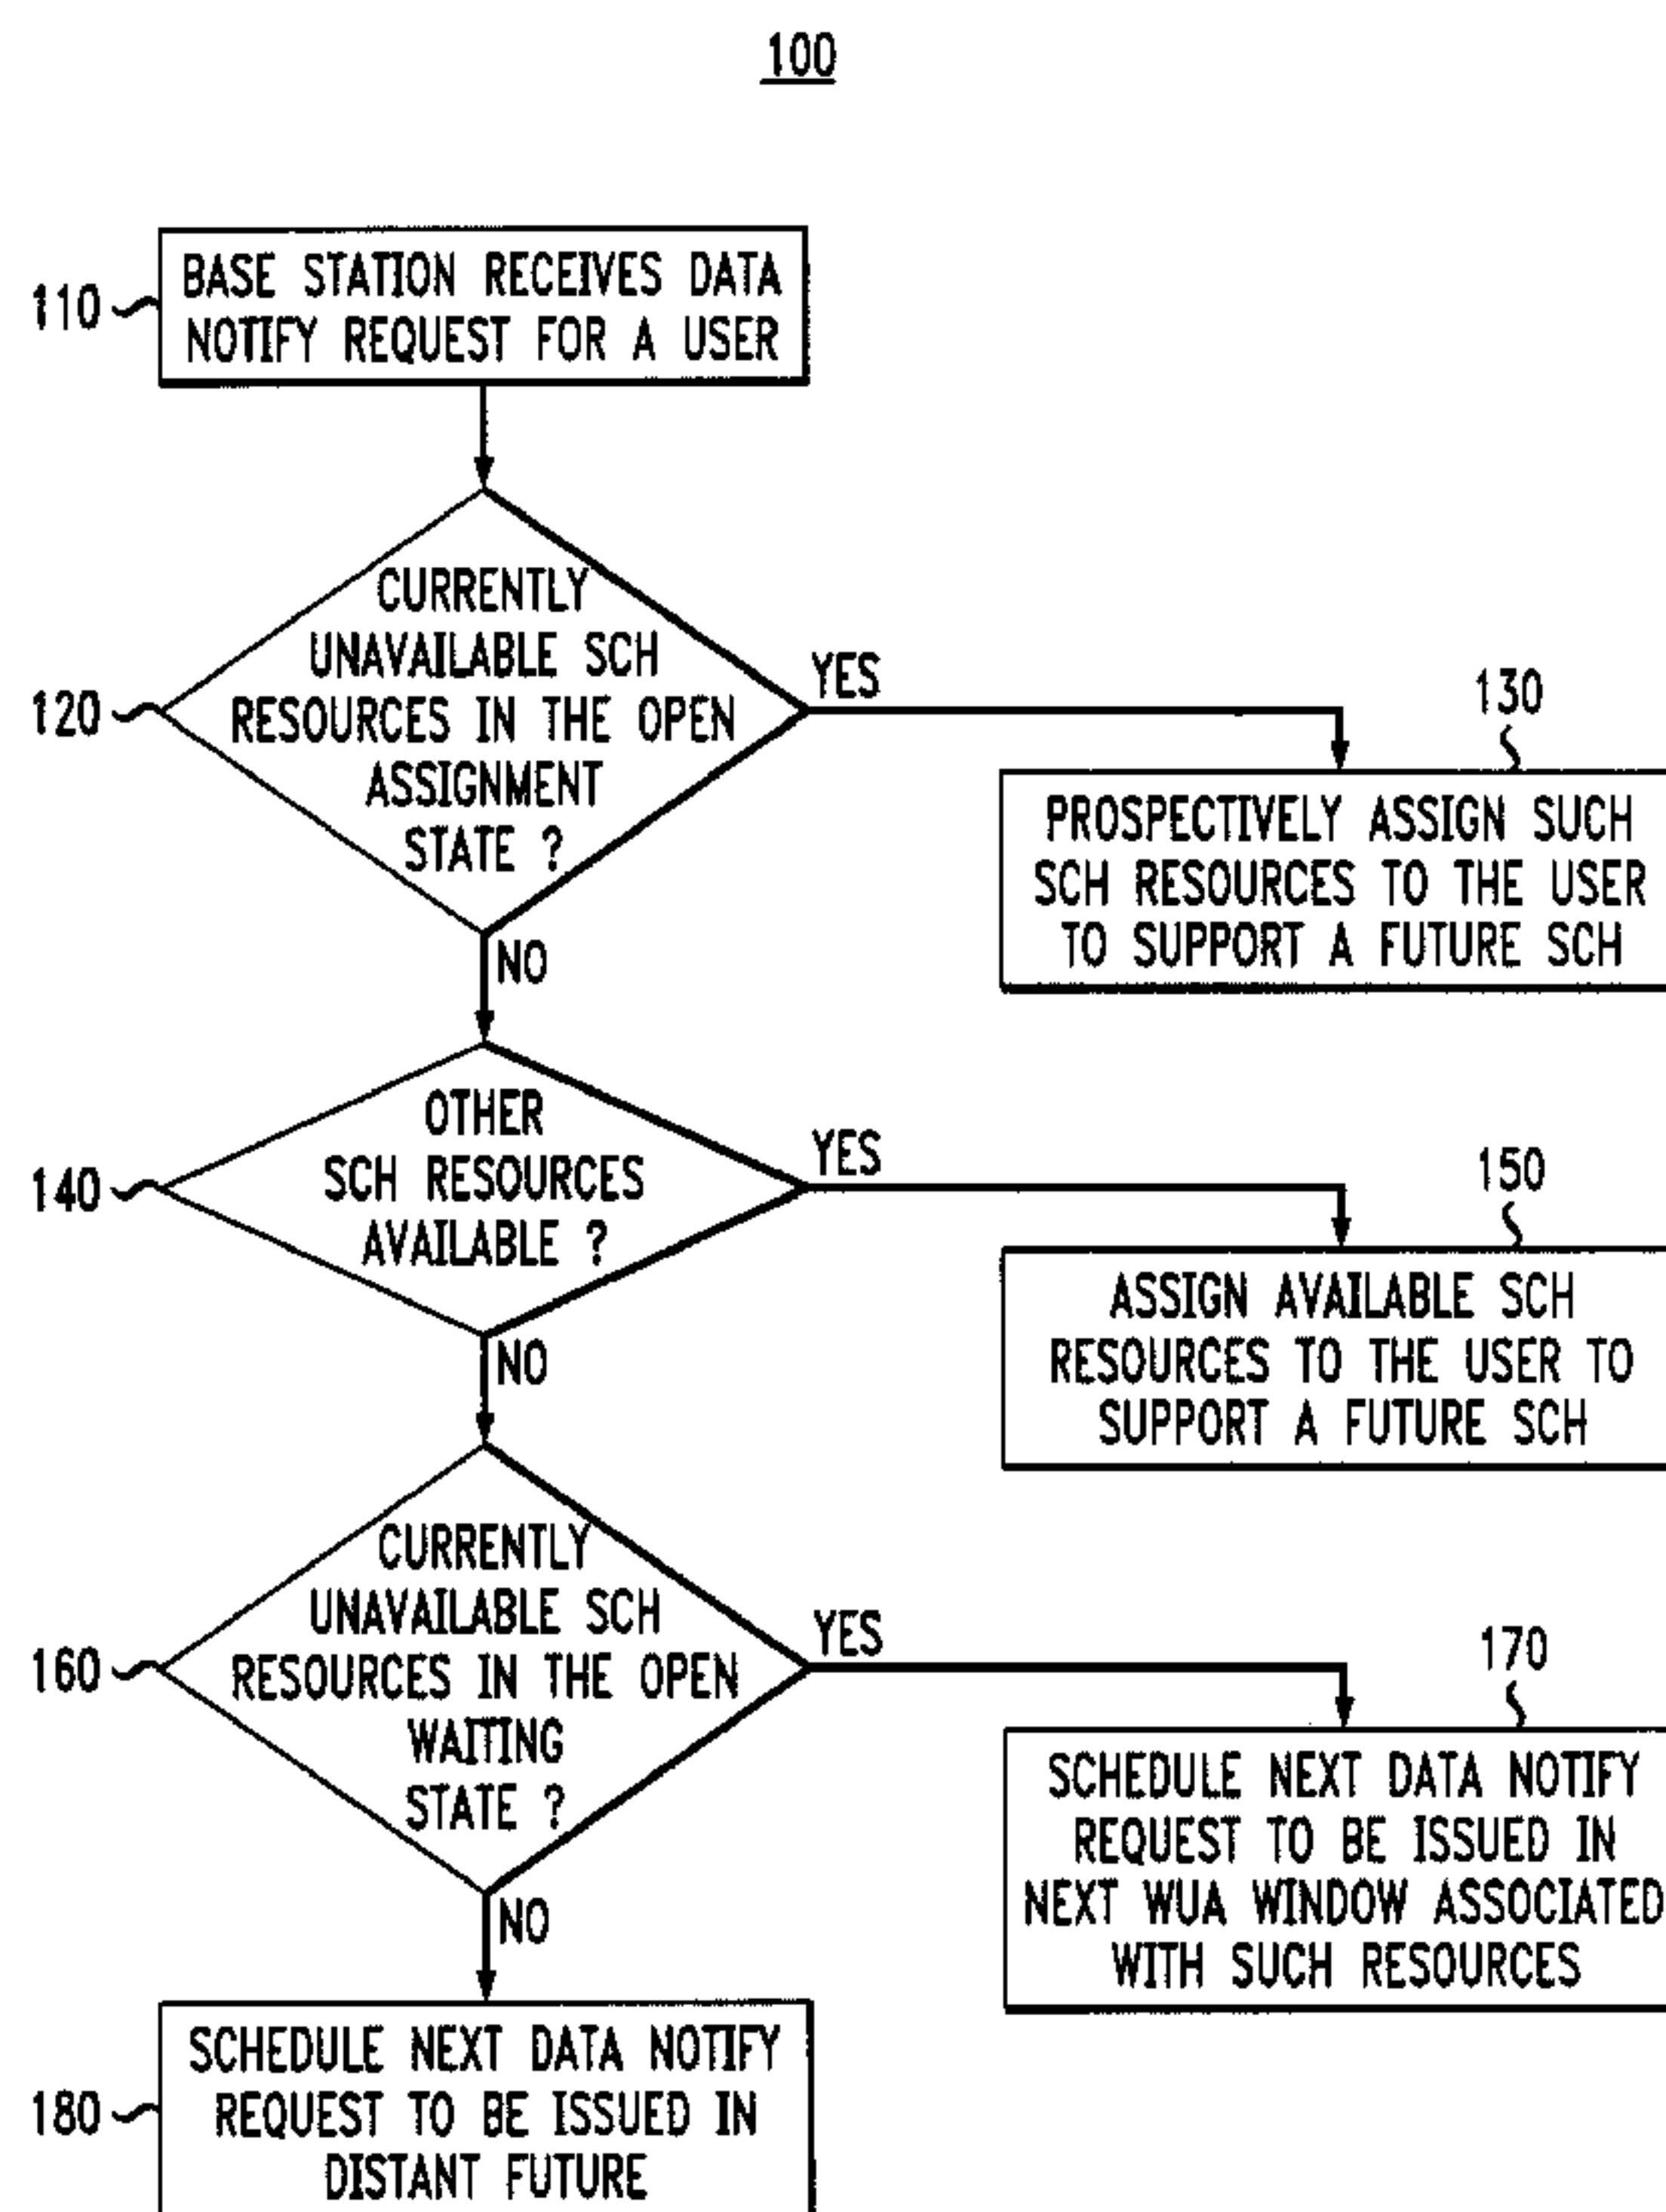 100
110
BASE STATION RECEIVES DATA
NOTIFY REQUEST FOR A USER
120
CURRENTLY
UNAVAILABLE SCH
RESOURCES IN THE OPEN
ASSIGNMENT
STATE ?
YES
130
PROSPECTIVELY ASSIGN SUCH
SCH RESOURCES TO THE USER
TO SUPPORT A FUTURE SCH
NO
140
OTHER
SCH RESOURCES
AVAILABLE ?
YES
150
ASSIGN AVAILABLE SCH
RESOURCES TO THE USER TO
SUPPORT A FUTURE SCH
NO
160
CURRENTLY
UNAVAILABLE SCH
RESOURCES IN THE OPEN
WAITING
STATE ?
YES
170
SCHEDULE NEXT DATA NOTIFY
REQUEST TO BE ISSUED IN
NEXT WUA WINDOW ASSOCIATED
WITH SUCH RESOURCES
NO
180
SCHEDULE NEXT DATA NOTIFY
REQUEST TO BE ISSUED IN
DISTANT FUTURE